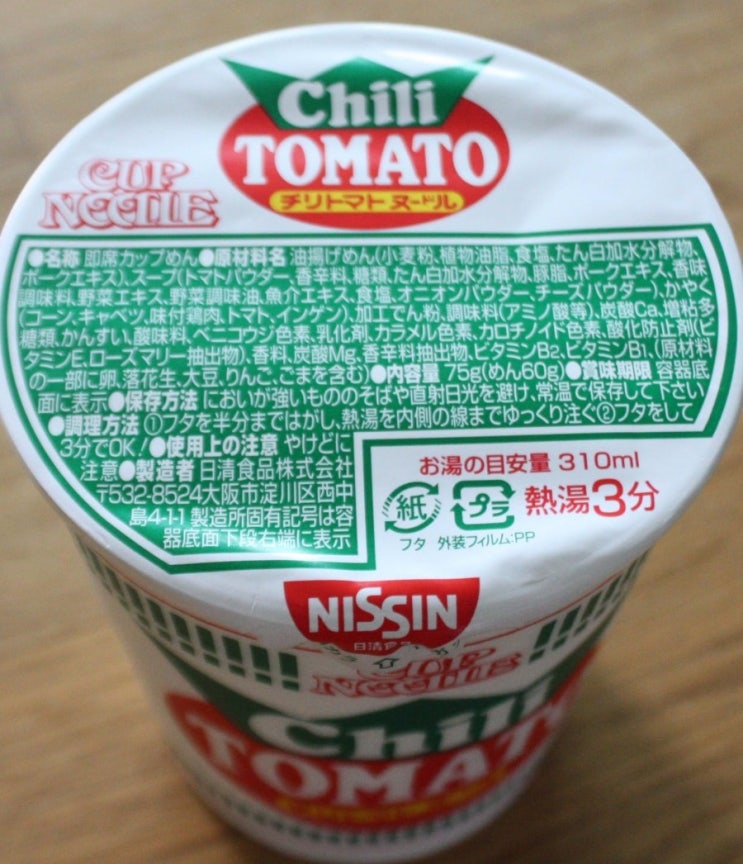 Chili
TOMATO
チリトマトヌードル
CUP
NOODLE
●名称 即席カップめん●原材料名 油揚げめん(小麦粉、植物油脂、食塩、たん白加水分解物、
ポークエキス)、スープ(トマトパウダー、香辛料、糖類、たん白加水分解物、豚脂、ポークエキス、香味
調味料、野菜エキス、野菜調味油、魚介エキス、食塩、オニオンパウダー、チーズパウダー)、かやく
(コーン、キャベツ、味付鶏肉、トマト、インゲン)、加工でん粉、調味料(アミノ酸等)、炭酸Ca、増粘多
糖類、かんすい、酸味料、ベニコウジ色素、乳化剤、カラメル色素、カロチノイド色素、酸化防止剤(ビ
タミンE、ローズマリー抽出物)、香料、炭酸Mg、香辛料抽出物、ビタミンB2、ビタミンB1、(原材料
の一部に卵、落花生、大豆、りんご、ごまを含む)●内容量 75g(めん60g)●賞味期限 容器底
面に表示●保存方法 においが強いもののそばや直射日光を避け、常温で保存して下さい
●調理方法 ①フタを半分まではがし、熱湯を内側の線までゆっくり注ぐ②フタをして
3分でOK!●使用上の注意 やけどに
注意●製造者 日清食品株式会社
〒532-8524大阪市淀川区西中
島4-1-1 製造所固有記号は容
器底面下段右端に表示
お湯の目安量 310ml
紙 プラ 熱湯3分
フタ 外装フィルム:PP
NISSIN
日清食品
CUP
NOODLE
Chili
TOMATO